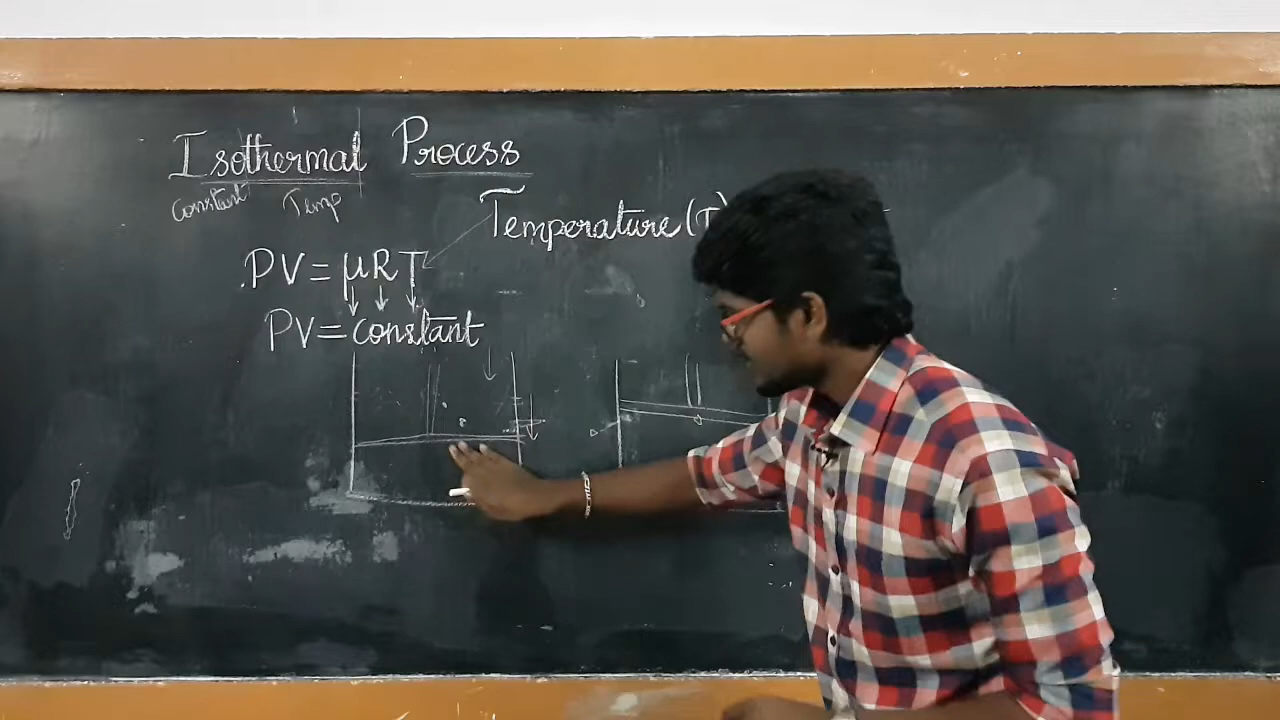 Isothermal Process
Constant Temp
Temperature (T)
PV = μRT
PV = constant